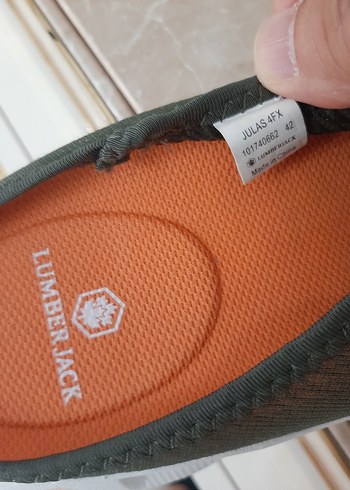 JULAS 4FX
101740662 42
LUMBERJACK
Made in China
LUMBERJACK